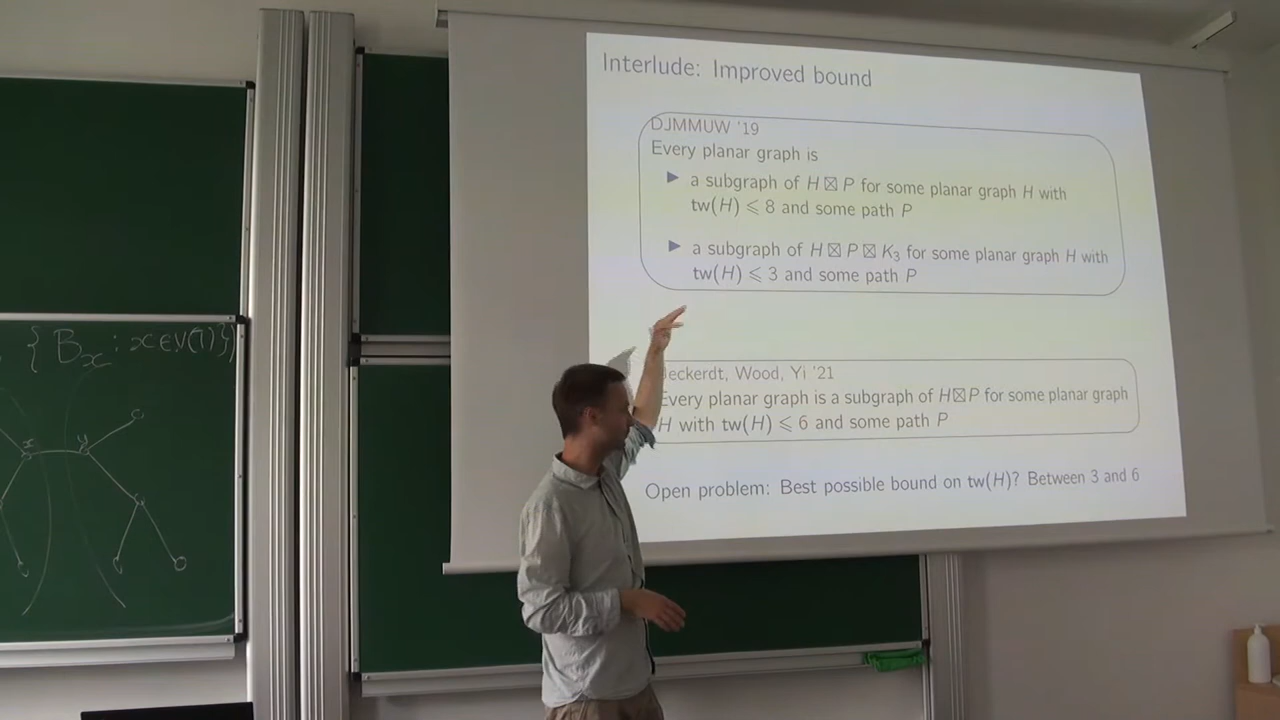 Interlude: Improved bound
DJMMUW '19
Every planar graph is
▶ a subgraph of H ⊠ P for some planar graph H with
tw(H) ⩽ 8 and some path P
▶ a subgraph of H ⊠ P ⊠ K₃ for some planar graph H with
tw(H) ⩽ 3 and some path P
eckerdt, Wood, Yi '21
Every planar graph is a subgraph of H⊠P for some planar graph
H with tw(H) ⩽ 6 and some path P
Open problem: Best possible bound on tw(H)? Between 3 and 6
{ Bₓ : x∈V(T)}
x y